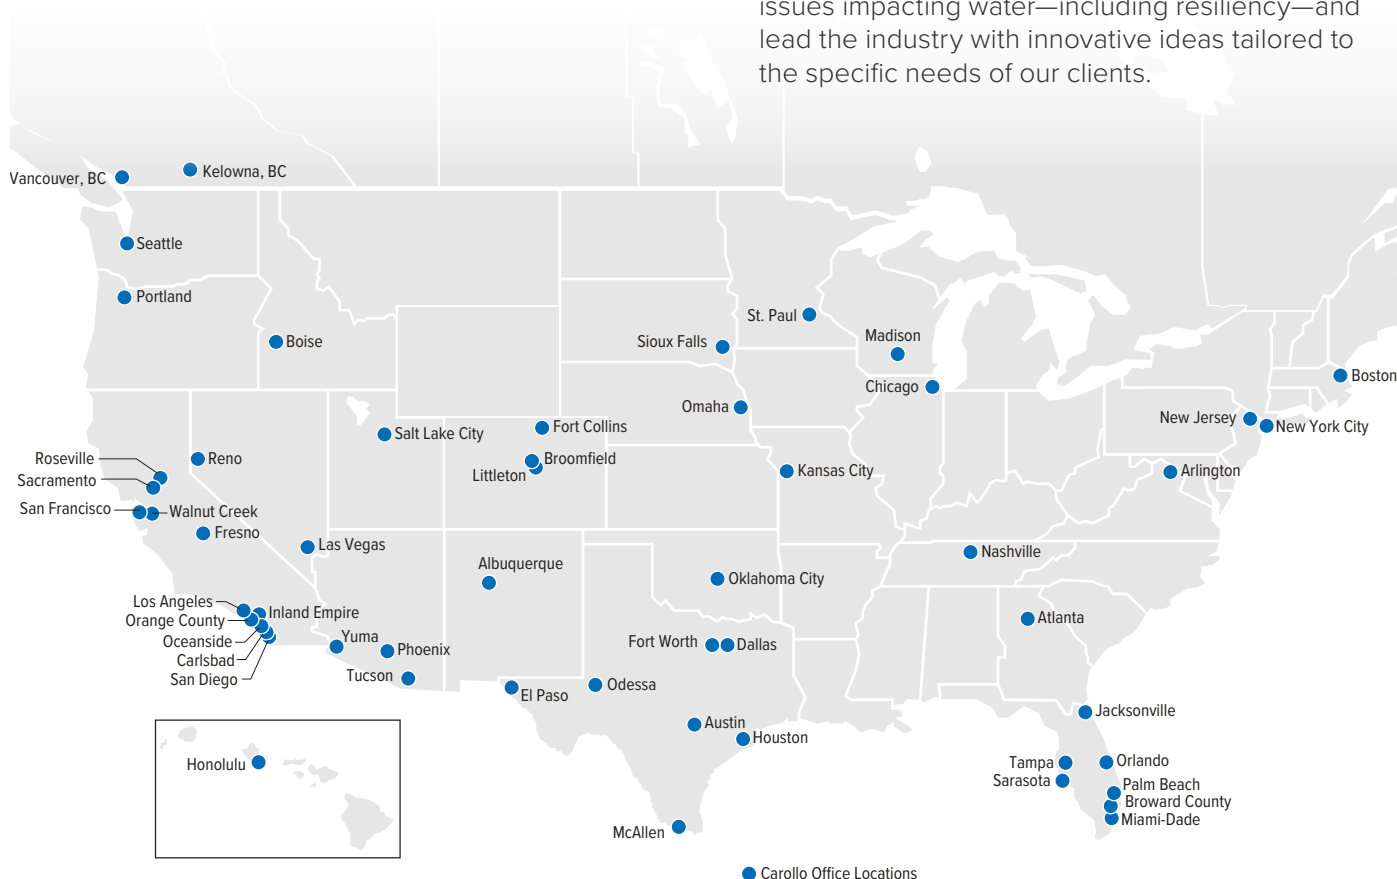 issues impacting water—including resiliency—and
lead the industry with innovative ideas tailored to
the specific needs of our clients.
Vancouver, BC
Kelowna, BC
Seattle
Portland
Boise
St. Paul
Sioux Falls
Madison
Chicago
Boston
Omaha
New Jersey
New York City
Salt Lake City
Fort Collins
Broomfield
Littleton
Kansas City
Arlington
Roseville
Reno
Sacramento
San Francisco
Walnut Creek
Fresno
Las Vegas
Nashville
Albuquerque
Oklahoma City
Los Angeles
Inland Empire
Orange County
Oceanside
Carlsbad
San Diego
Yuma
Phoenix
Tucson
Fort Worth
Dallas
Atlanta
El Paso
Odessa
Austin
Houston
Jacksonville
Honolulu
Tampa
Orlando
Sarasota
Palm Beach
Broward County
Miami-Dade
McAllen
Carollo Office Locations